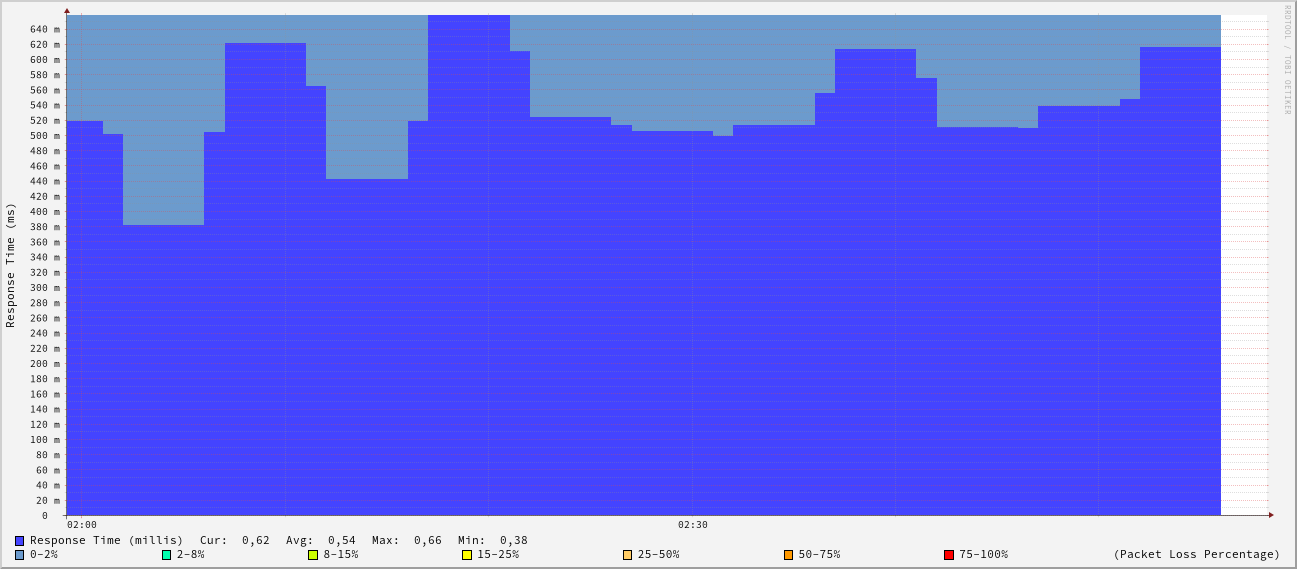 RRDTOOL / TOBI OETIKER
Response Time (ms)
640 m
620 m
600 m
580 m
560 m
540 m
520 m
500 m
480 m
460 m
440 m
420 m
400 m
380 m
360 m
340 m
320 m
300 m
280 m
260 m
240 m
220 m
200 m
180 m
160 m
140 m
120 m
100 m
80 m
60 m
40 m
20 m
0
02:00 02:30
Response Time (millis) Cur: 0,62 Avg: 0,54 Max: 0,66 Min: 0,38
0-2% 2-8% 8-15% 15-25% 25-50% 50-75% 75-100% (Packet Loss Percentage)